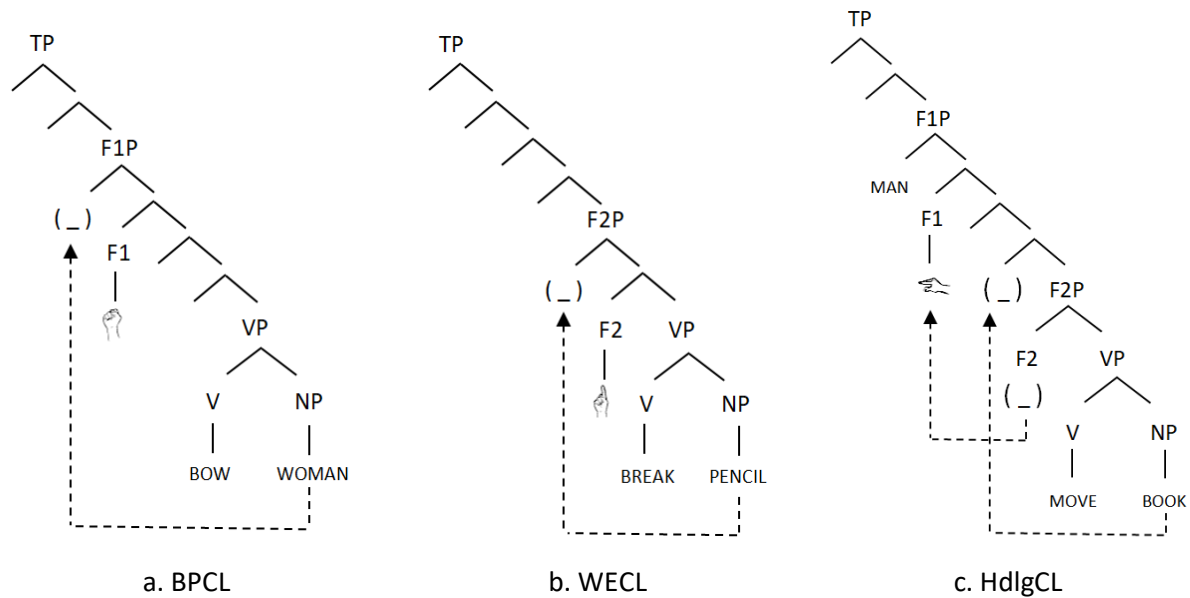 TP
F1P
( _ )
F1
VP
V NP
BOW WOMAN
a. BPCL
TP
F2P
( _ )
F2 VP
V NP
BREAK PENCIL
b. WECL
TP
F1P
MAN
F1
( _ ) F2P
F2 VP
( _ )
V NP
MOVE BOOK
c. HdlgCL